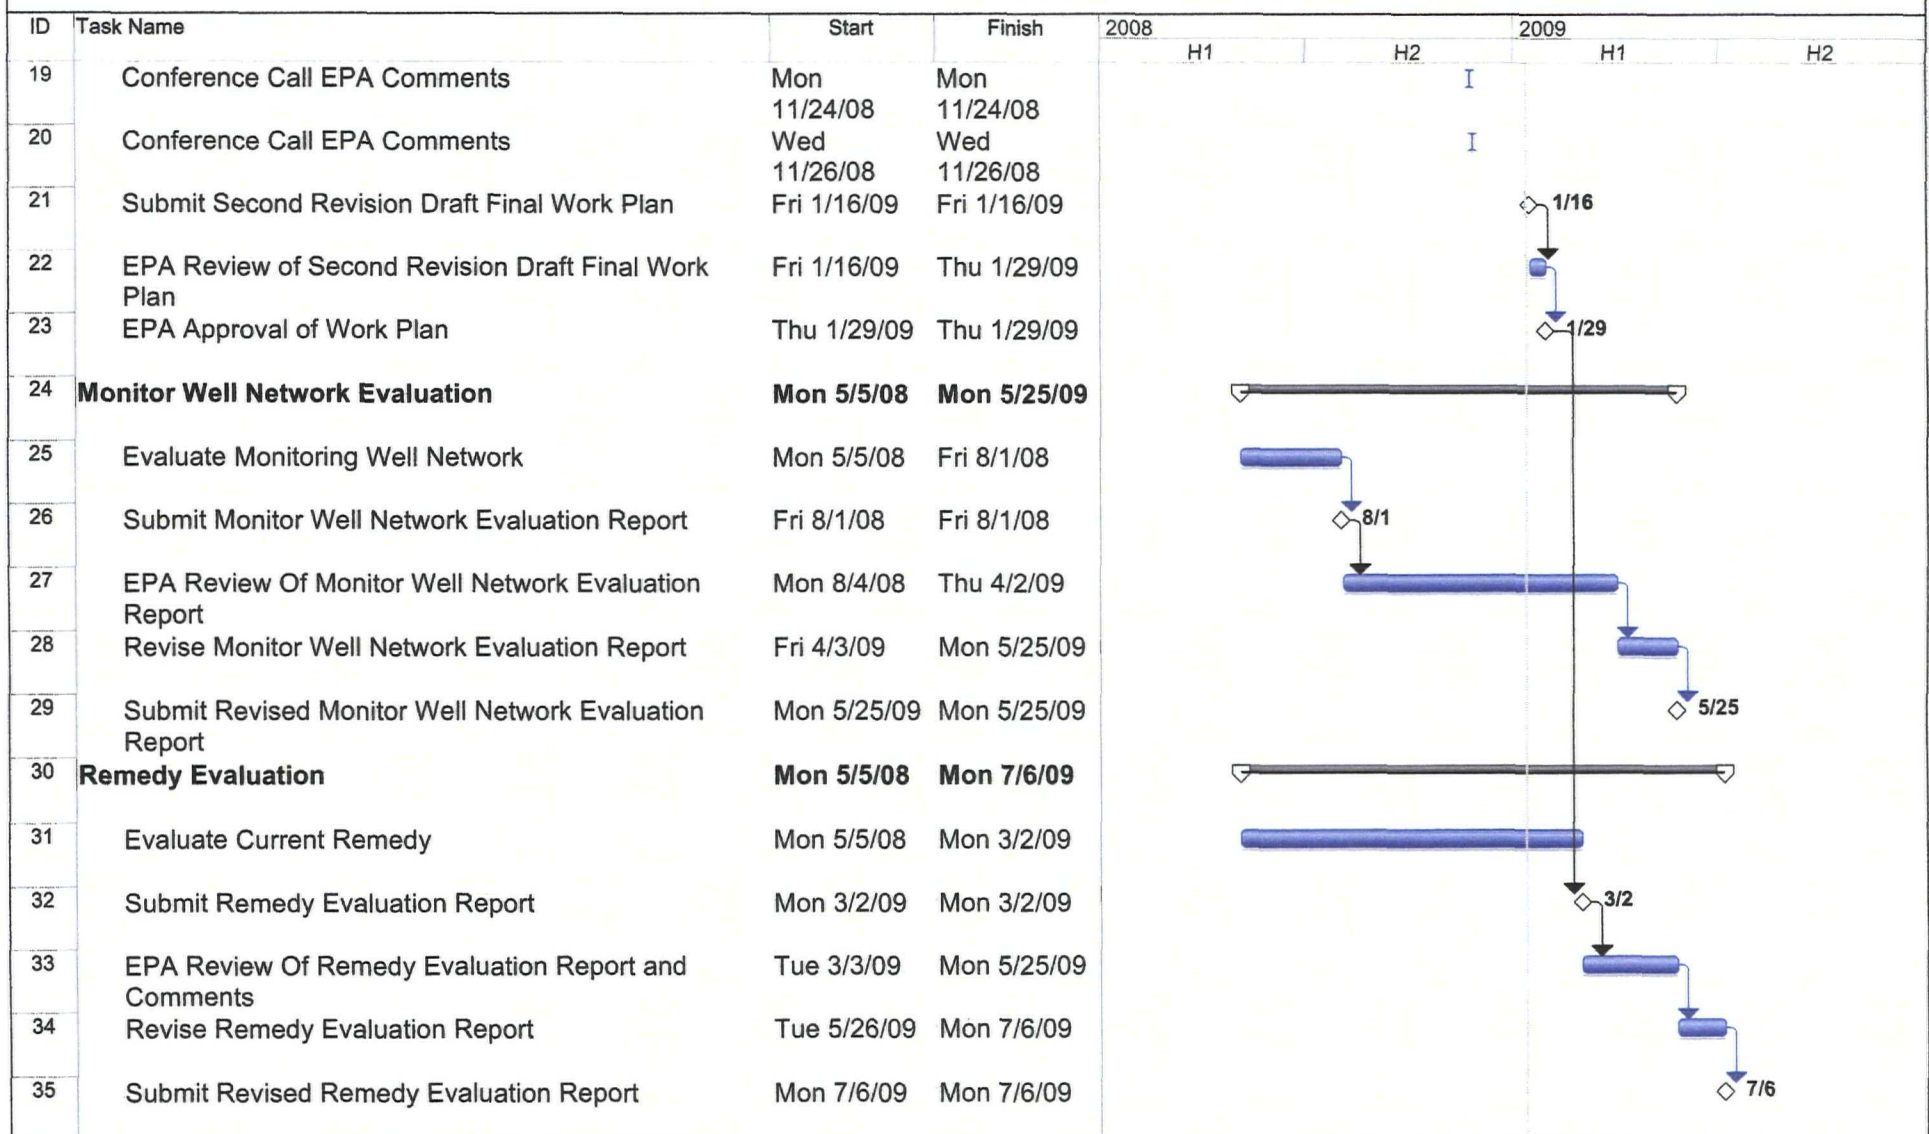 ID Task Name Start Finish 2008 2009
H1 H2 H1 H2
19 Conference Call EPA Comments Mon Mon
11/24/08 11/24/08
20 Conference Call EPA Comments Wed Wed
11/26/08 11/26/08
21 Submit Second Revision Draft Final Work Plan Fri 1/16/09 Fri 1/16/09 1/16
22 EPA Review of Second Revision Draft Final Work Fri 1/16/09 Thu 1/29/09
Plan
23 EPA Approval of Work Plan Thu 1/29/09 Thu 1/29/09 1/29
24 Monitor Well Network Evaluation Mon 5/5/08 Mon 5/25/09
25 Evaluate Monitoring Well Network Mon 5/5/08 Fri 8/1/08
26 Submit Monitor Well Network Evaluation Report Fri 8/1/08 Fri 8/1/08 8/1
27 EPA Review Of Monitor Well Network Evaluation Mon 8/4/08 Thu 4/2/09
Report
28 Revise Monitor Well Network Evaluation Report Fri 4/3/09 Mon 5/25/09
29 Submit Revised Monitor Well Network Evaluation Mon 5/25/09 Mon 5/25/09 5/25
Report
30 Remedy Evaluation Mon 5/5/08 Mon 7/6/09
31 Evaluate Current Remedy Mon 5/5/08 Mon 3/2/09
32 Submit Remedy Evaluation Report Mon 3/2/09 Mon 3/2/09 3/2
33 EPA Review Of Remedy Evaluation Report and Tue 3/3/09 Mon 5/25/09
Comments
34 Revise Remedy Evaluation Report Tue 5/26/09 Mon 7/6/09
35 Submit Revised Remedy Evaluation Report Mon 7/6/09 Mon 7/6/09 7/6